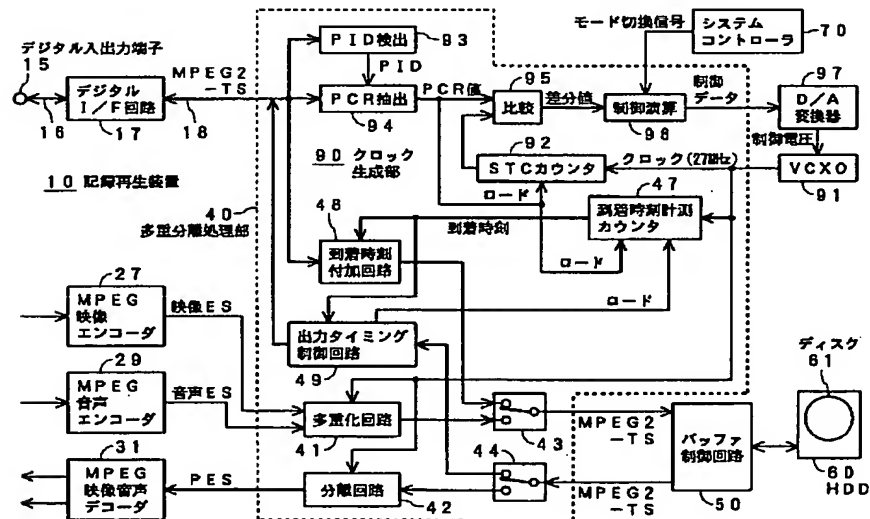 モード切換信号
システム
コントローラ
70
デジタル入出力端子
15
16
デジタル
I/F回路
17
MPEG2
-TS
18
PID検出
93
PID
PCR抽出
94
PCR値
95
比較
差分値
制御演算
96
制御
データ
97
D/A
変換器
制御電圧
VCXO
91
90 クロック
生成部
92
STCカウンタ
クロック(27MHz)
ロード
47
到着時刻計測
カウンタ
到着時刻
ロード
ロード
10 記録再生装置
40
多重分離処理部
48
到着時刻
付加回路
27
MPEG
映像
エンコーダ
映像ES
出力タイミング
制御回路
49
29
MPEG
音声
エンコーダ
音声ES
多重化回路
41
43
MPEG2
-TS
バッファ
制御回路
50
ディスク
61
60
HDD
31
MPEG
映像音声
デコーダ
PES
分離回路
42
44
MPEG2
-TS